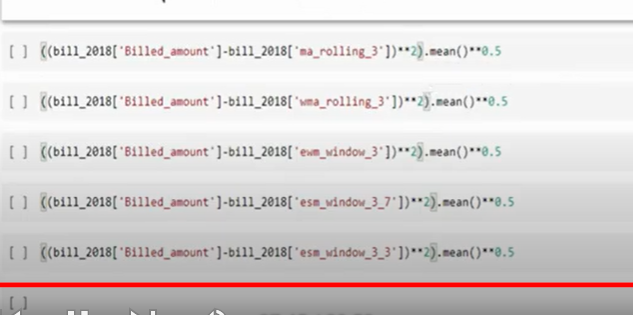 [ ] ((bill_2018['Billed_amount']-bill_2018['ma_rolling_3'])**2).mean()**0.5
[ ] ((bill_2018['Billed_amount']-bill_2018['wma_rolling_3'])**2).mean()**0.5
[ ] ((bill_2018['Billed_amount']-bill_2018['ewm_window_3'])**2).mean()**0.5
[ ] ((bill_2018['Billed_amount']-bill_2018['esm_window_3_7'])**2).mean()**0.5
[ ] ((bill_2018['Billed_amount']-bill_2018['esm_window_3_3'])**2).mean()**0.5
[ ]